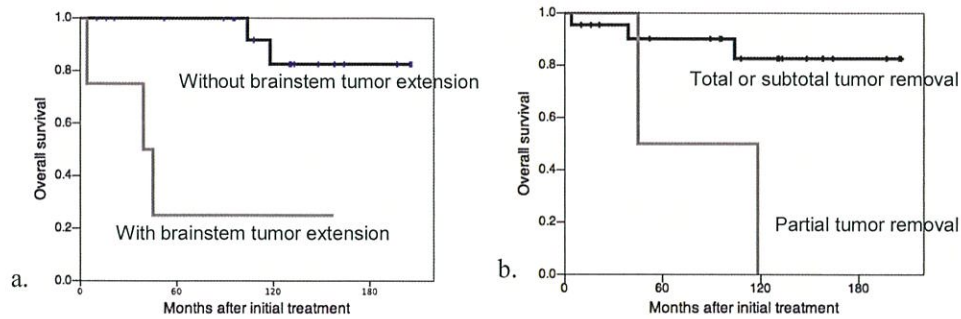 1.0
0.8
0.6
0.4
0.2
0.0
Overall survival
Without brainstem tumor extension
With brainstem tumor extension
0
60
120
180
Months after initial treatment
a.
1.0
0.8
0.6
0.4
0.2
0.0
Overall survival
Total or subtotal tumor removal
Partial tumor removal
0
60
120
180
Months after initial treatment
b.